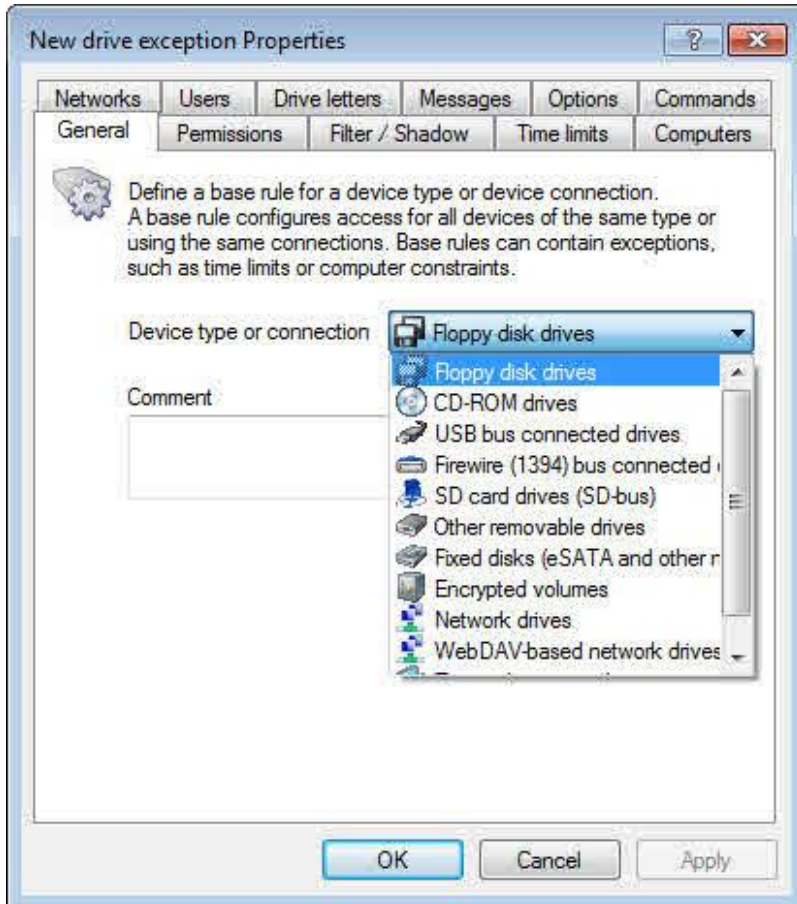 New drive exception Properties
Networks
Users
Drive letters
Messages
Options
Commands
General
Permissions
Filter / Shadow
Time limits
Computers
Define a base rule for a device type or device connection.
A base rule configures access for all devices of the same type or
using the same connections. Base rules can contain exceptions,
such as time limits or computer constraints.
Device type or connection
Floppy disk drives
Floppy disk drives
CD-ROM drives
USB bus connected drives
Firewire (1394) bus connected
SD card drives (SD-bus)
Other removable drives
Fixed disks (eSATA and other
Encrypted volumes
Network drives
WebDAV-based network drives
Comment
OK
Cancel
Apply